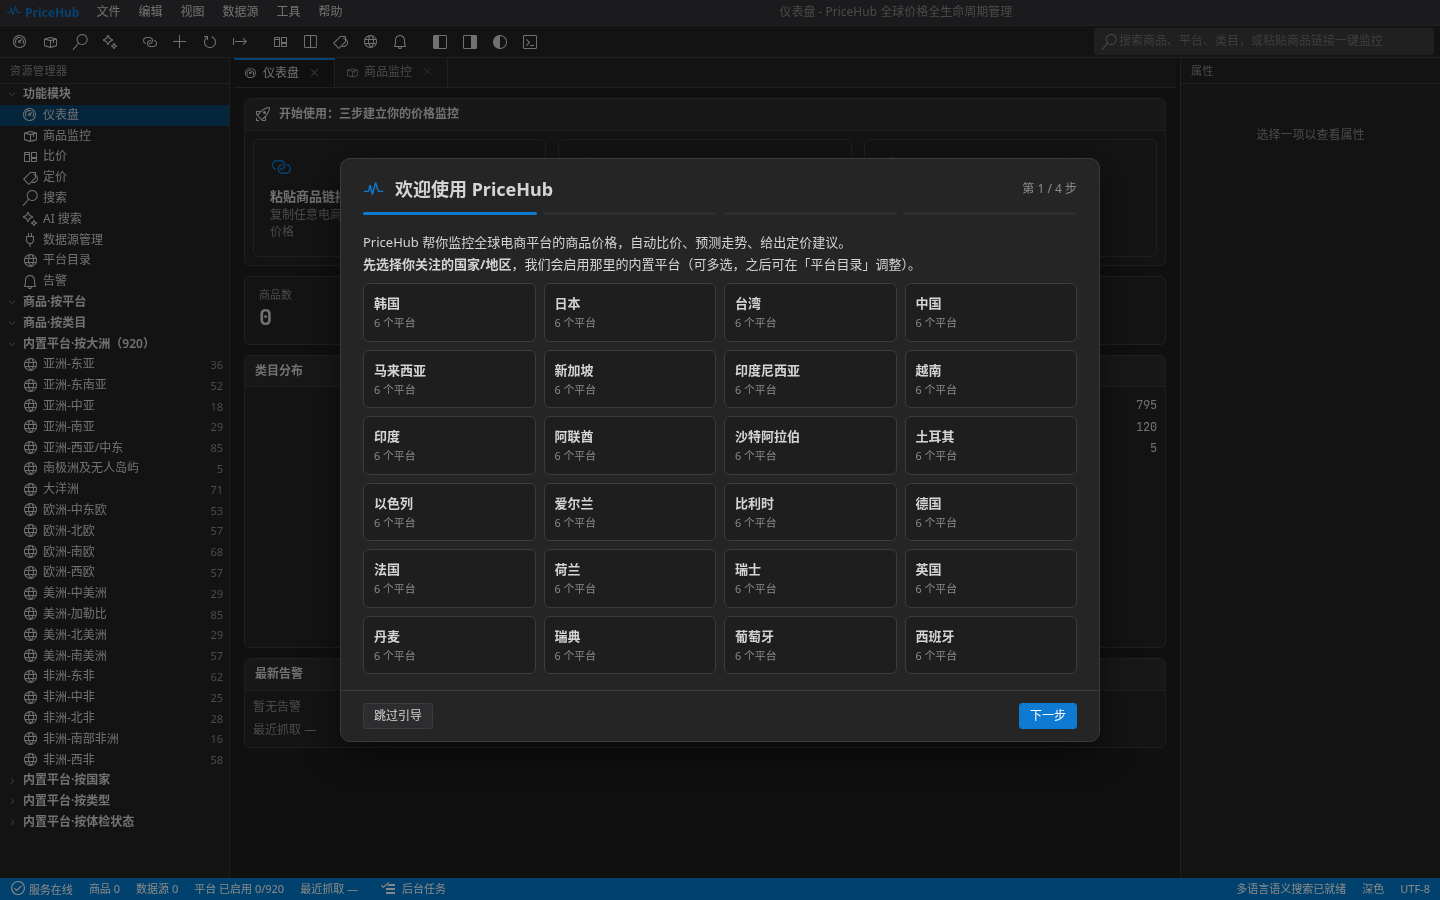 PriceHub 文件 编辑 视图 数据源 工具 帮助
仪表盘 - PriceHub 全球价格全生命周期管理
搜索商品、平台、类目，或粘贴商品链接一键监控
资源管理器
功能模块
仪表盘
商品监控
比价
定价
搜索
AI 搜索
数据源管理
平台目录
告警
商品·按平台
商品·按类目
内置平台·按大洲（920）
亚洲-东亚 36
亚洲-东南亚 52
亚洲-中亚 18
亚洲-南亚 29
亚洲-西亚/中东 85
南极洲及无人岛屿 5
大洋洲 71
欧洲-中东欧 53
欧洲-北欧 57
欧洲-南欧 68
欧洲-西欧 57
美洲-中美洲 29
美洲-加勒比 85
美洲-北美洲 29
美洲-南美洲 57
非洲-东非 62
非洲-中非 25
非洲-北非 28
非洲-南部非洲 16
非洲-西非 58
内置平台·按国家
内置平台·按类型
内置平台·按体检状态
仪表盘 商品监控
开始使用：三步建立你的价格监控
粘贴商品链
复制任意电商
价格
商品数
0
类目分布
795
120
5
最新告警
暂无告警
最近抓取 —
属性
选择一项以查看属性
欢迎使用 PriceHub
第 1 / 4 步
PriceHub 帮你监控全球电商平台的商品价格，自动比价、预测走势、给出定价建议。
先选择你关注的国家/地区，我们会启用那里的内置平台（可多选，之后可在「平台目录」调整）。
韩国 日本 台湾 中国
6 个平台 6 个平台 6 个平台 6 个平台
马来西亚 新加坡 印度尼西亚 越南
6 个平台 6 个平台 6 个平台 6 个平台
印度 阿联酋 沙特阿拉伯 土耳其
6 个平台 6 个平台 6 个平台 6 个平台
以色列 爱尔兰 比利时 德国
6 个平台 6 个平台 6 个平台 6 个平台
法国 荷兰 瑞士 英国
6 个平台 6 个平台 6 个平台 6 个平台
丹麦 瑞典 葡萄牙 西班牙
6 个平台 6 个平台 6 个平台 6 个平台
跳过引导 下一步
服务在线 商品 0 数据源 0 平台 已启用 0/920 最近抓取 — 后台任务
多语言语义搜索已就绪 深色 UTF-8